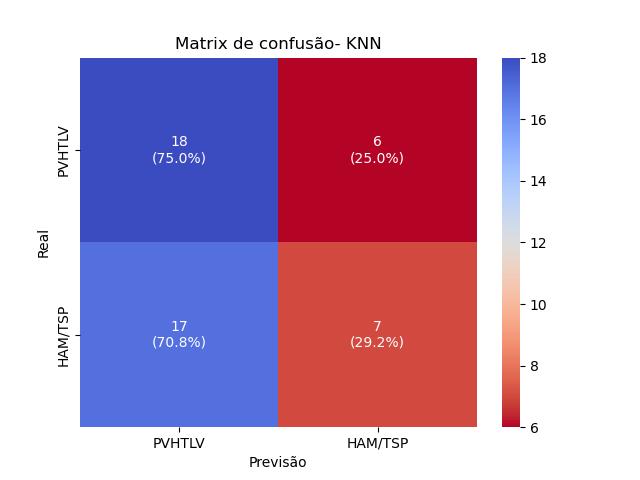 Matrix de confusão- KNN
PVHTLV
HAM/TSP
Real
18
(75.0%)
6
(25.0%)
17
(70.8%)
7
(29.2%)
PVHTLV
HAM/TSP
Previsão
18
16
14
12
10
8
6